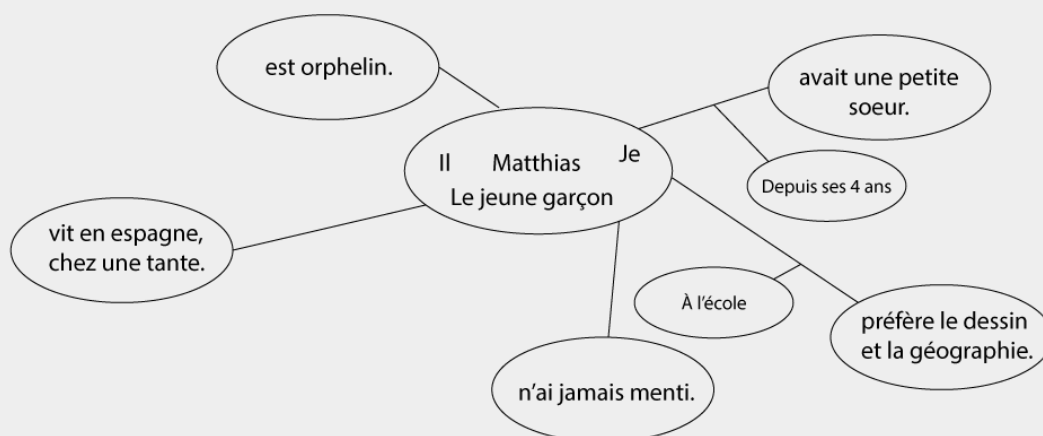 est orphelin.
avait une petite
soeur.
Il Matthias Je
Le jeune garçon
Depuis ses 4 ans
vit en espagne,
chez une tante.
À l'école
préfère le dessin
et la géographie.
n'ai jamais menti.